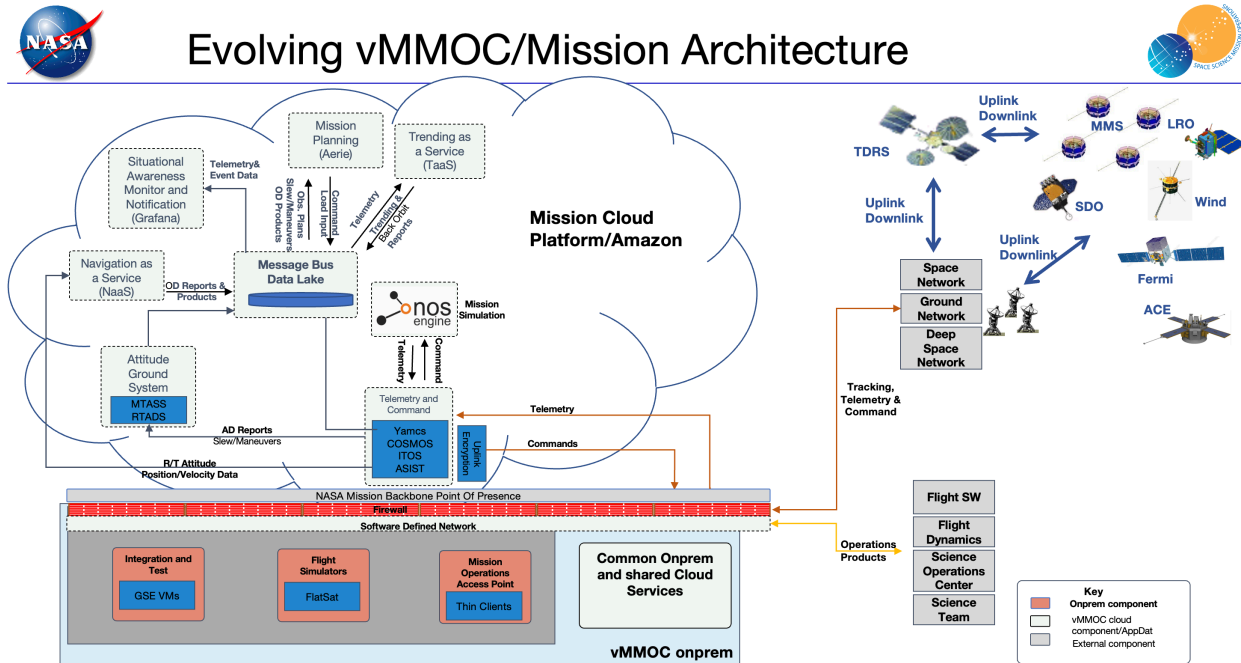 NASA
Evolving vMMOC/Mission Architecture
SPACE SCIENCE
Mission
Planning
(Aerie)
Trending as
a Service
(TaaS)
Situational
Awareness
Monitor and
Notification
(Grafana)
Telemetry&
Event Data
OD Products
Slew/Maneuvers
Obs. Plans
Command
Load Input
Telemetry
Trending &
Back Orbit
Reports
Mission Cloud
Platform/Amazon
Navigation as
a Service
(NaaS)
OD Reports &
Products
Message Bus
Data Lake
nos
engine
Mission
Simulation
Telemetry
Command
Attitude
Ground
System
MTASS
RTADS
Telemetry and
Command
Yamcs
COSMOS
ITOS
ASIST
Uplink
Encryption
Telemetry
Commands
AD Reports
Slew/Maneuvers
R/T Attitude
Position/Velocity Data
NASA Mission Backbone Point Of Presence
Firewall
Software Defined Network
Integration and
Test
GSE VMs
Flight
Simulators
FlatSat
Mission
Operations
Access Point
Thin Clients
Common Onprem
and shared Cloud
Services
vMMOC onprem
TDRS
Uplink
Downlink
MMS
LRO
SDO
Wind
Uplink
Downlink
Uplink
Downlink
Fermi
ACE
Space
Network
Ground
Network
Deep
Space
Network
Tracking,
Telemetry &
Command
Operations
Products
Flight SW
Flight
Dynamics
Science
Operations
Center
Science
Team
Key
Onprem component
vMMOC cloud
component/AppDat
External component